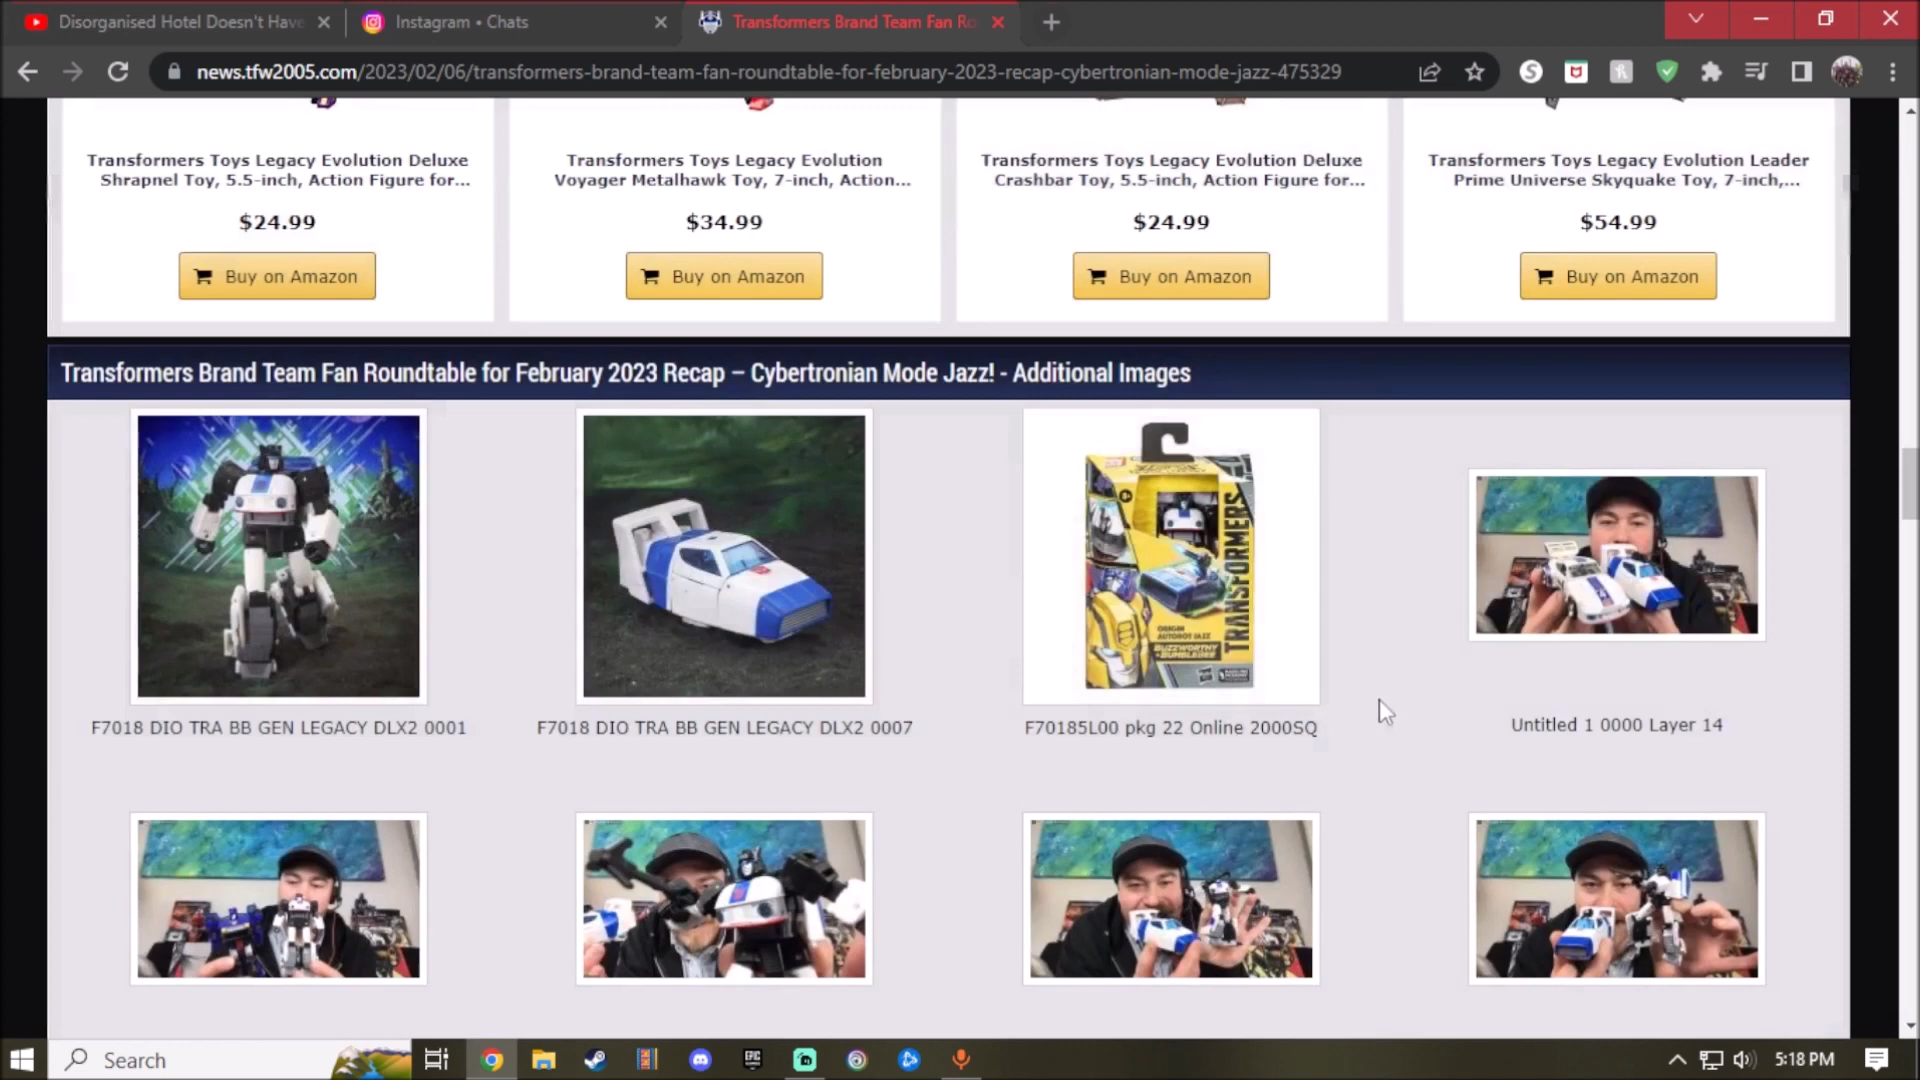 Disorganised Hotel Doesn't Have
Instagram • Chats
Transformers Brand Team Fan Ro
news.tfw2005.com/2023/02/06/transformers-brand-team-fan-roundtable-for-february-2023-recap-cybertronian-mode-jazz-475329
Transformers Toys Legacy Evolution Deluxe
Shrapnel Toy, 5.5-inch, Action Figure for...
$24.99
Buy on Amazon
Transformers Toys Legacy Evolution
Voyager Metalhawk Toy, 7-inch, Action...
$34.99
Buy on Amazon
Transformers Toys Legacy Evolution Deluxe
Crashbar Toy, 5.5-inch, Action Figure for...
$24.99
Buy on Amazon
Transformers Toys Legacy Evolution Leader
Prime Universe Skyquake Toy, 7-inch,...
$54.99
Buy on Amazon
Transformers Brand Team Fan Roundtable for February 2023 Recap – Cybertronian Mode Jazz! - Additional Images
TRANSFORMERS
ORIGIN
AUTOBOT JAZZ
BUZZWORTHY
BUMBLEBEE
F7018 DIO TRA BB GEN LEGACY DLX2 0001
F7018 DIO TRA BB GEN LEGACY DLX2 0007
F70185L00 pkg 22 Online 2000SQ
Untitled 1 0000 Layer 14
Search
EPIC
5:18 PM